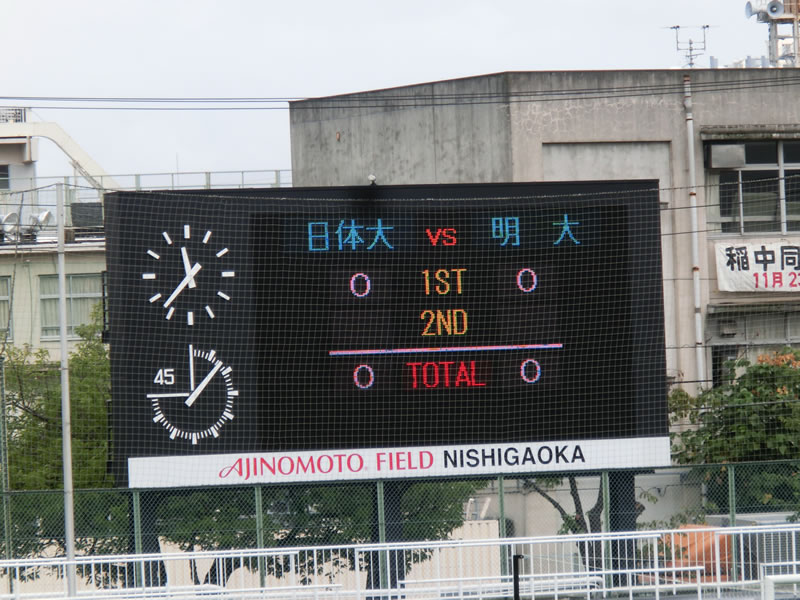 日体大 vs 明 大
0 1ST 0
2ND
0 TOTAL 0
45
AJINOMOTO FIELD NISHIGAOKA
稲中同
11月2